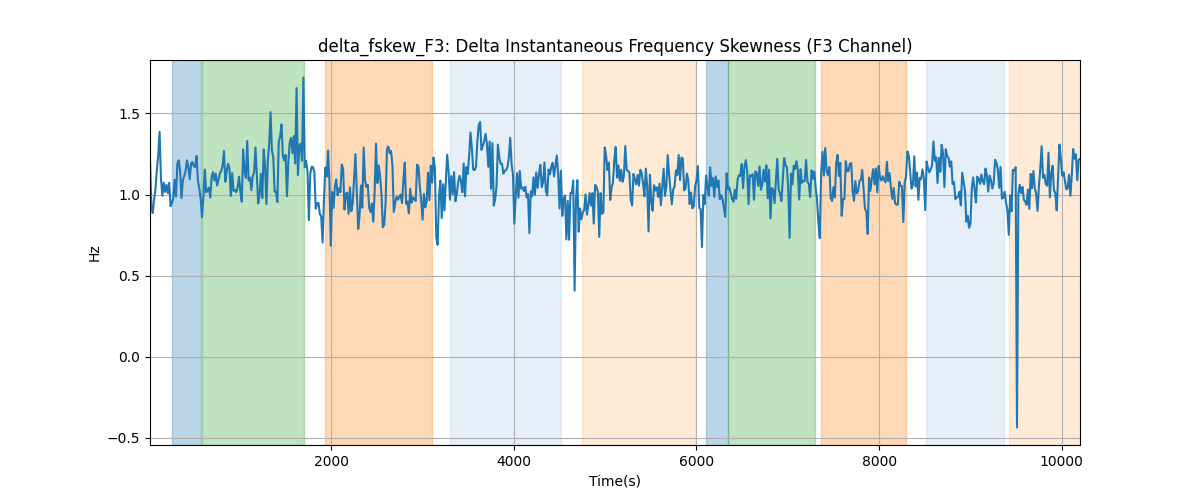 delta_fskew_F3: Delta Instantaneous Frequency Skewness (F3 Channel)
Hz
1.5
1.0
0.5
0.0
−0.5
2000 4000 6000 8000 10000
Time(s)